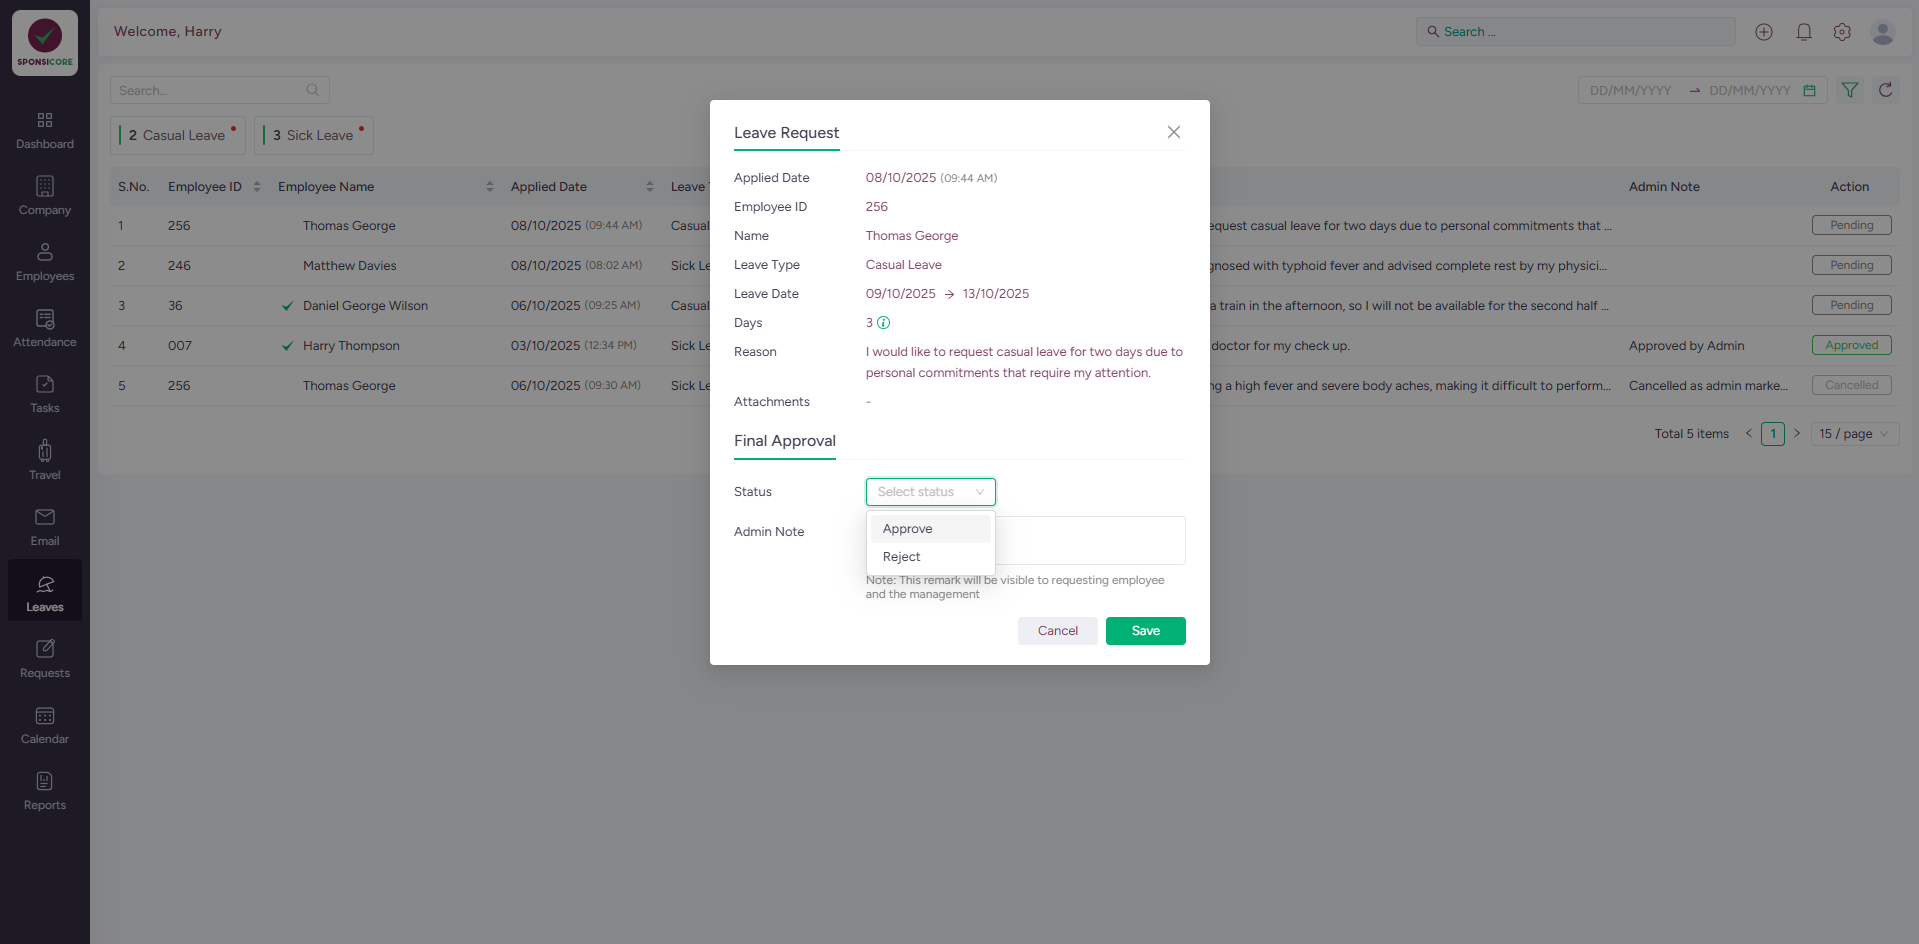 SPONSICORE
Welcome, Harry
Search ...
Search...
DD/MM/YYYY → DD/MM/YYYY
2 Casual Leave
3 Sick Leave
S.No. Employee ID Employee Name Applied Date Leave Admin Note Action
1 256 Thomas George 08/10/2025 (09:44 AM) Casual equest casual leave for two days due to personal commitments that ... Pending
2 246 Matthew Davies 08/10/2025 (08:02 AM) Sick Le gnosed with typhoid fever and advised complete rest by my physici... Pending
3 36 Daniel George Wilson 06/10/2025 (09:25 AM) Casual a train in the afternoon, so I will not be available for the second half ... Pending
4 007 Harry Thompson 03/10/2025 (12:34 PM) Sick Le doctor for my check up. Approved by Admin Approved
5 256 Thomas George 06/10/2025 (09:30 AM) Sick Le ng a high fever and severe body aches, making it difficult to perform... Cancelled as admin marke... Cancelled
Total 5 items < 1 > 15 / page
Dashboard
Company
Employees
Attendance
Tasks
Travel
Email
Leaves
Requests
Calendar
Reports
Leave Request
Applied Date 08/10/2025 (09:44 AM)
Employee ID 256
Name Thomas George
Leave Type Casual Leave
Leave Date 09/10/2025 → 13/10/2025
Days 3
Reason I would like to request casual leave for two days due to
personal commitments that require my attention.
Attachments -
Final Approval
Status Select status
Approve
Reject
Admin Note
Note: This remark will be visible to requesting employee
and the management
Cancel Save